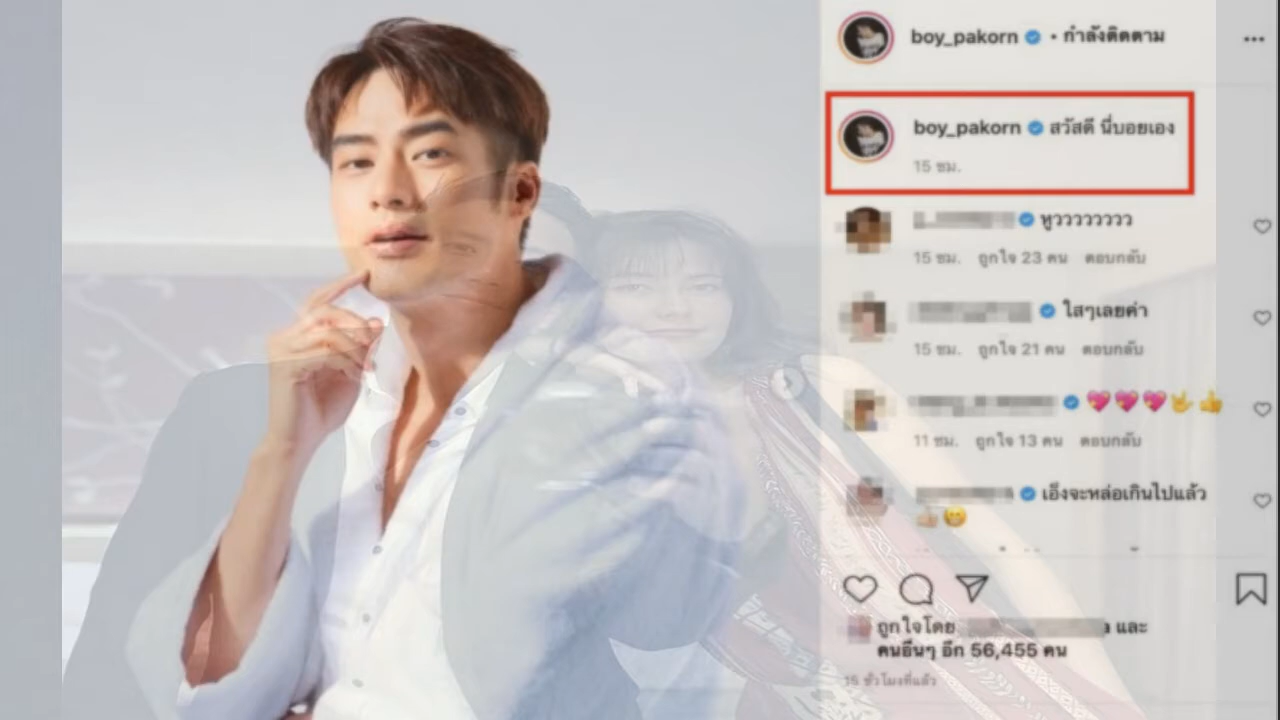 boy_pakorn • กำลังติดตาม
boy_pakorn สวัสดี นี่บอยเอง
15 ชม.
หูววววววววว
15 ชม. ถูกใจ 23 คน ตอบกลับ
ใสๆเลยค่า
15 ชม. ถูกใจ 21 คน ตอบกลับ
💖💖💖🤟👍
11 ชม. ถูกใจ 13 คน ตอบกลับ
เอ็งจะหล่อเกินไปแล้ว
👍😁
ถูกใจโดย และ
คนอื่นๆ อีก 56,455 คน
15 ชั่วโมงที่แล้ว